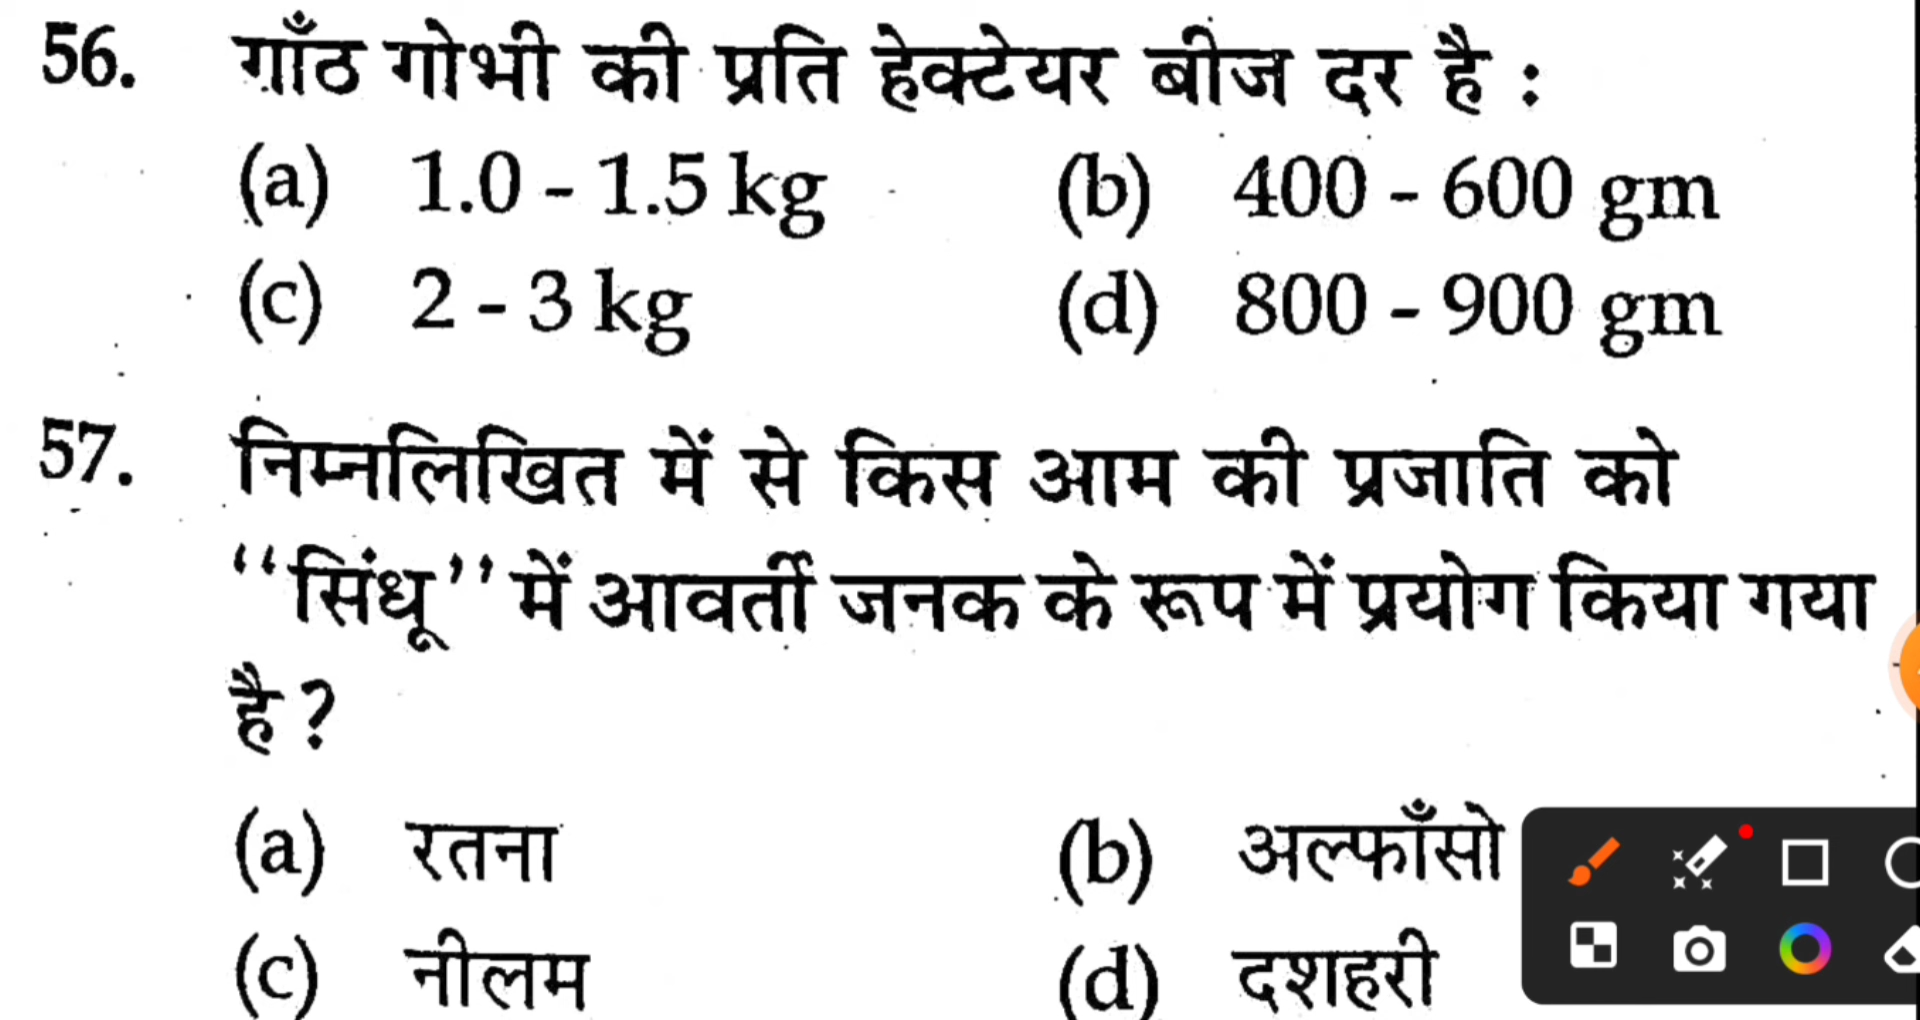 56. गाँठ गोभी की प्रति हेक्टेयर बीज दर है :
(a) 1.0 - 1.5 kg (b) 400 - 600 gm
(c) 2 - 3 kg (d) 800 - 900 gm
57. निम्नलिखित में से किस आम की प्रजाति को
‘‘सिंधू’’ में आवर्ती जनक के रूप में प्रयोग किया गया
है ?
(a) रतना (b) अल्फाँसो
(c) नीलम (d) दशहरी